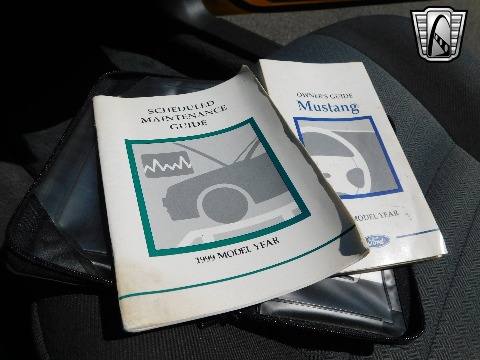 SCHEDULED
MAINTENANCE
GUIDE
1999 MODEL YEAR
OWNER'S GUIDE
Mustang
MODEL YEAR
Ford